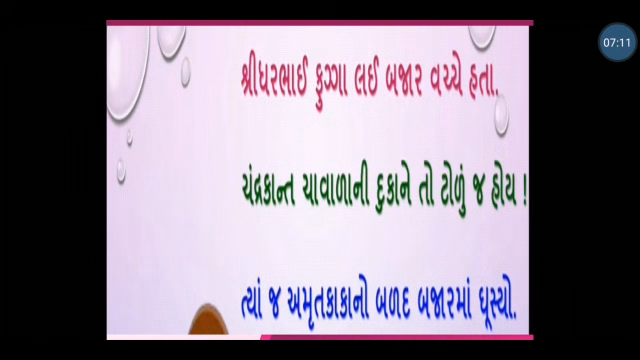 શ્રીધરભાઈ ફુગ્ગા લઈ બજાર વચ્ચે હતા.
ચંદ્રકાન્ત ચાવાળાની દુકાને તો ટોળું જ હોય !
ત્યાં જ અમૃતકાકાનો બળદ બજારમાં ઘૂસ્યો.
07:11